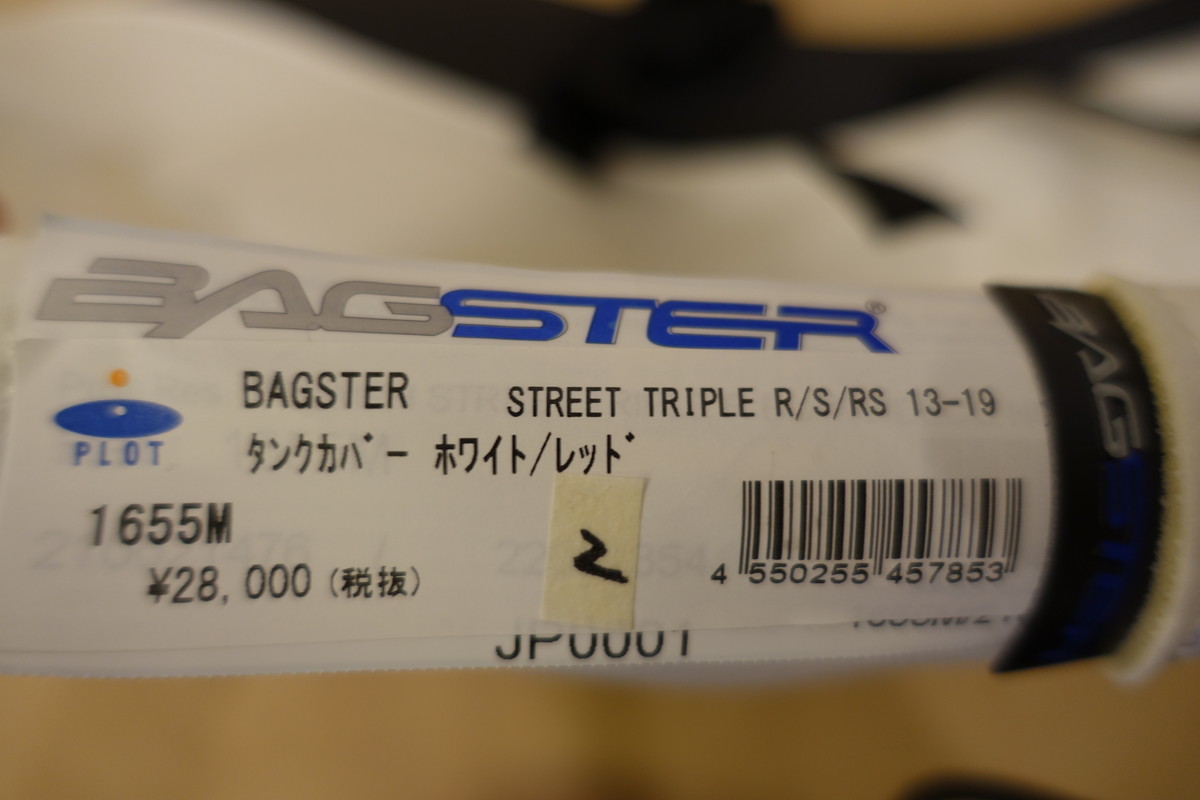 BAGSTER®
BAGSTER STREET TRIPLE R/S/RS 13-19
PLOT
タンクカバー ホワイト/レッド
1655M
2
¥28,000 (税抜)
4 550255 457853
JP0001
BAGSTER